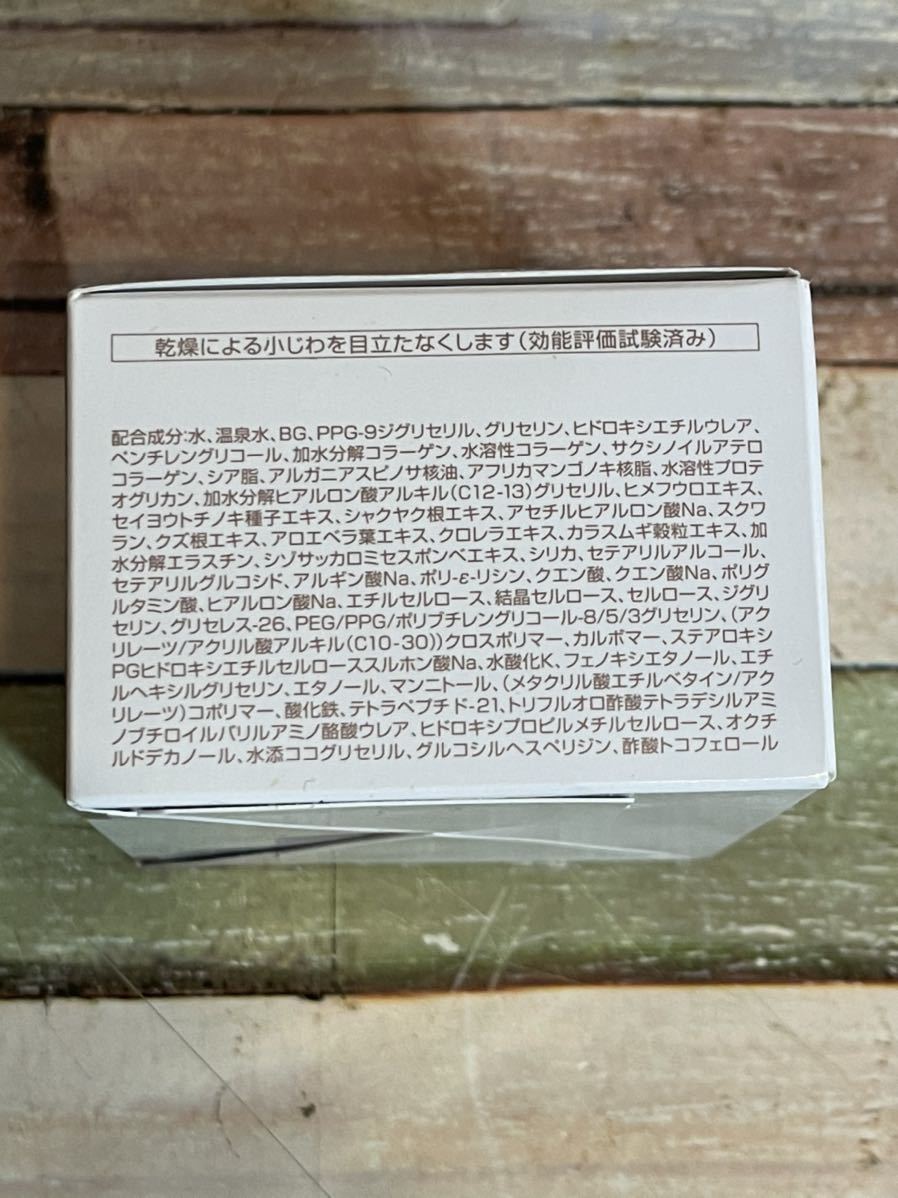 乾燥による小じわを目立たなくします(効能評価試験済み)
配合成分:水、温泉水、BG、PPG-9ジグリセリル、グリセリン、ヒドロキシエチルウレア、
ペンチレングリコール、加水分解コラーゲン、水溶性コラーゲン、サクシノイルアテロ
コラーゲン、シア脂、アルガニアスピノサ核油、アフリカマンゴノキ核脂、水溶性プロテ
オグリカン、加水分解ヒアルロン酸アルキル(C12-13)グリセリル、ヒメフウロエキス、
セイヨウトチノキ種子エキス、シャクヤク根エキス、アセチルヒアルロン酸Na、スクワ
ラン、クズ根エキス、アロエベラ葉エキス、クロレラエキス、カラスムギ穀粒エキス、加
水分解エラスチン、シゾサッカロミセスポンベエキス、シリカ、セテアリルアルコール、
セテアリルグルコシド、アルギン酸Na、ポリ-ε-リシン、クエン酸、クエン酸Na、ポリグ
ルタミン酸、ヒアルロン酸Na、エチルセルロース、結晶セルロース、セルロース、ジグリ
セリン、グリセレス-26、PEG/PPG/ポリブチレングリコール-8/5/3グリセリン、(アク
リレーツ/アクリル酸アルキル(C10-30))クロスポリマー、カルボマー、ステアロキシ
PGヒドロキシエチルセルローススルホン酸Na、水酸化K、フェノキシエタノール、エチ
ルヘキシルグリセリン、エタノール、マンニトール、(メタクリル酸エチルベタイン/アク
リレーツ)コポリマー、酸化鉄、テトラペプチド-21、トリフルオロ酢酸テトラデシルアミ
ノブチロイルバリルアミノ酪酸ウレア、ヒドロキシプロピルメチルセルロース、オクチ
ルドデカノール、水添ココグリセリル、グルコシルヘスペリジン、酢酸トコフェロール